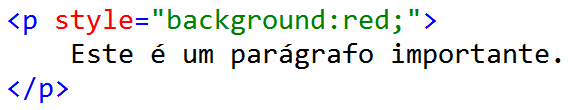 <p style="background:red;">
Este é um parágrafo importante.
</p>